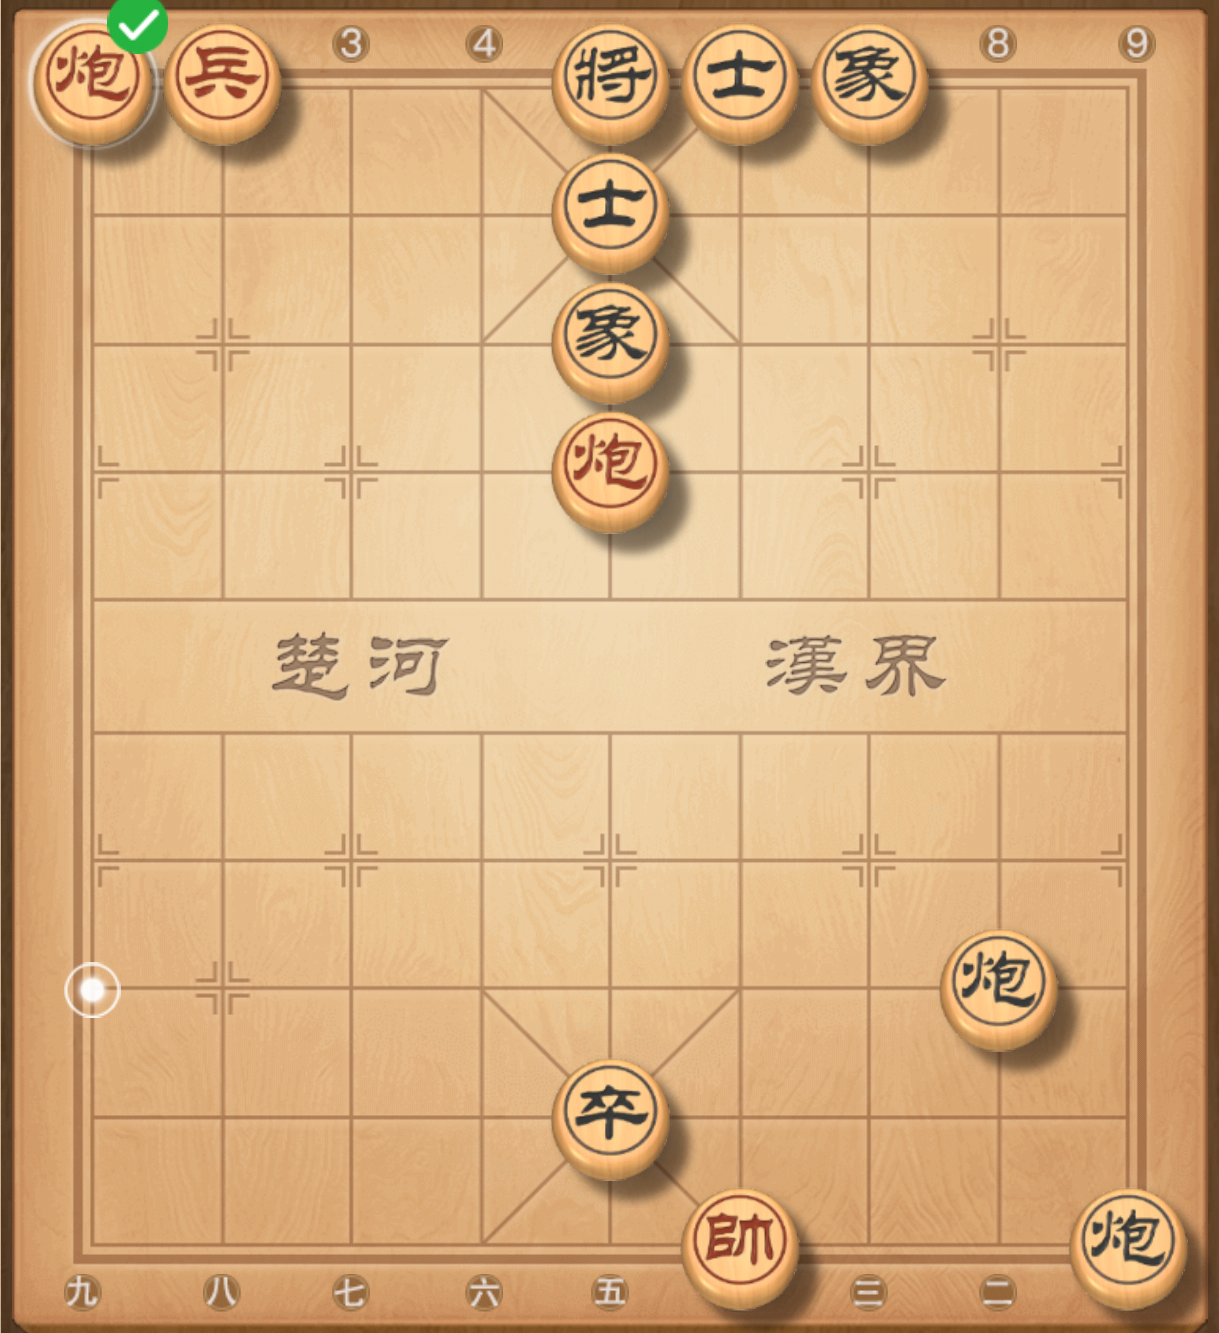 3 4 8 9
炮 兵 將 士 象
士
象
炮
楚河 漢界
炮
卒
帥 炮
九 八 七 六 五 三 二